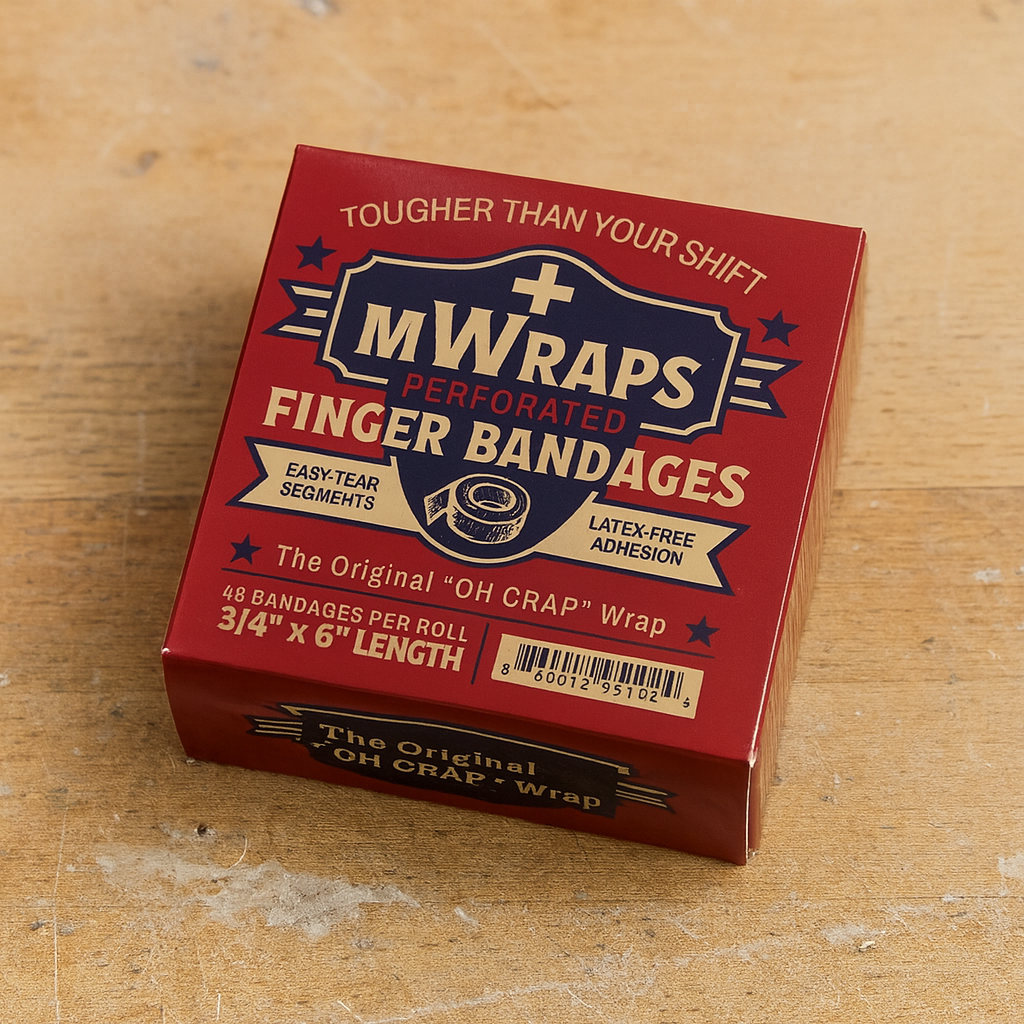 TOUGHER THAN YOUR SHIFT
MWRAPS
PERFORATED
FINGER BANDAGES
EASY-TEAR
SEGMEHTS
LATEX-FREE
ADHESION
The Original “OH CRAP” Wrap
48 BANDAGES PER ROLL
3/4" x 6" LENGTH
8 60012 95102
The Original
"OH CRAP" Wrap